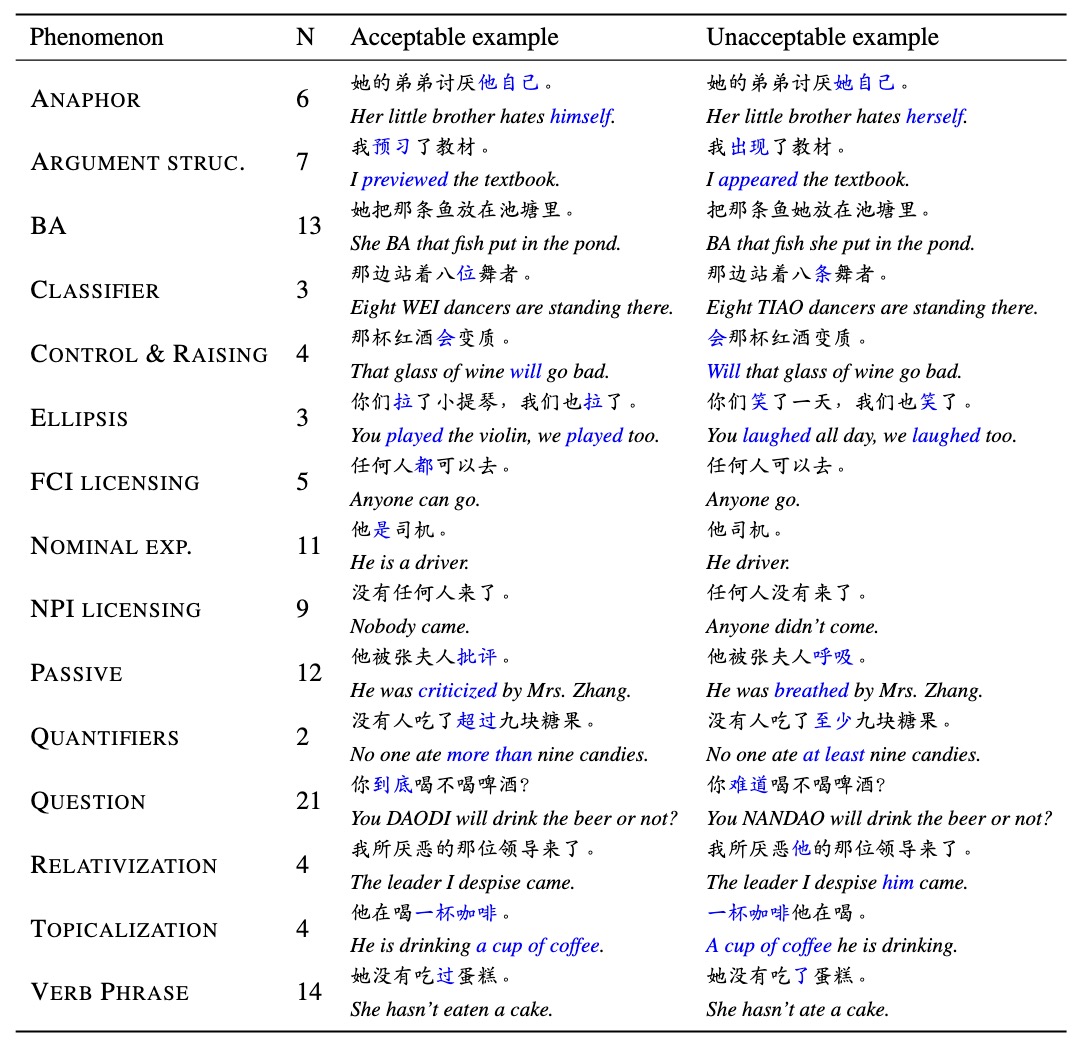 Phenomenon N Acceptable example Unacceptable example
她的弟弟讨厌他自己。 她的弟弟讨厌她自己。
ANAPHOR 6
Her little brother hates himself. Her little brother hates herself.
我预习了教材。 我出现了教材。
ARGUMENT STRUC. 7
I previewed the textbook. I appeared the textbook.
她把那条鱼放在池塘里。 把那条鱼她放在池塘里。
BA 13
She BA that fish put in the pond. BA that fish she put in the pond.
那边站着八位舞者。 那边站着八条舞者。
CLASSIFIER 3
Eight WEI dancers are standing there. Eight TIAO dancers are standing there.
那杯红酒会变质。 会那杯红酒变质。
CONTROL & RAISING 4
That glass of wine will go bad. Will that glass of wine go bad.
你们拉了小提琴，我们也拉了。 你们笑了一天，我们也笑了。
ELLIPSIS 3
You played the violin, we played too. You laughed all day, we laughed too.
任何人都可以去。 任何人可以去。
FCI LICENSING 5
Anyone can go. Anyone go.
他是司机。 他司机。
NOMINAL EXP. 11
He is a driver. He driver.
没有任何人来了。 任何人没有来了。
NPI LICENSING 9
Nobody came. Anyone didn't come.
他被张夫人批评。 他被张夫人呼吸。
PASSIVE 12
He was criticized by Mrs. Zhang. He was breathed by Mrs. Zhang.
没有人吃了超过九块糖果。 没有人吃了至少九块糖果。
QUANTIFIERS 2
No one ate more than nine candies. No one ate at least nine candies.
你到底喝不喝啤酒？ 你难道喝不喝啤酒？
QUESTION 21
You DAODI will drink the beer or not? You NANDAO will drink the beer or not?
我所厌恶的那位领导来了。 我所厌恶他的那位领导来了。
RELATIVIZATION 4
The leader I despise came. The leader I despise him came.
他在喝一杯咖啡。 一杯咖啡他在喝。
TOPICALIZATION 4
He is drinking a cup of coffee. A cup of coffee he is drinking.
她没有吃过蛋糕。 她没有吃了蛋糕。
VERB PHRASE 14
She hasn't eaten a cake. She hasn't ate a cake.